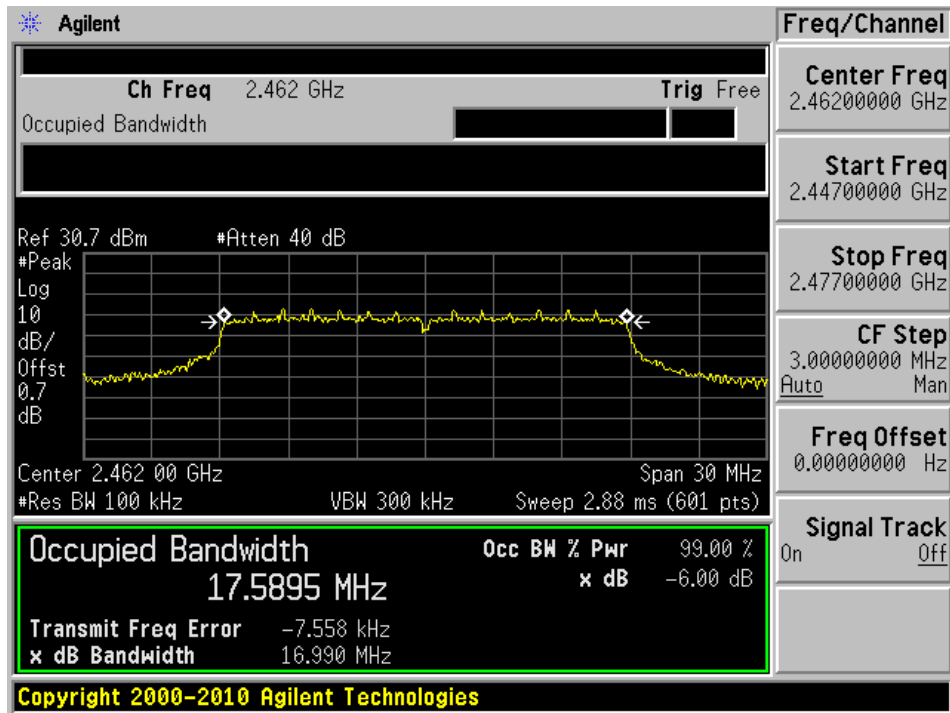 Agilent
Freq/Channel
Ch Freq 2.462 GHz Trig Free
Occupied Bandwidth
Center Freq
2.46200000 GHz
Start Freq
2.44700000 GHz
Stop Freq
2.47700000 GHz
CF Step
3.00000000 MHz
Auto Man
Freq Offset
0.00000000 Hz
Signal Track
On Off
Ref 30.7 dBm #Atten 40 dB
#Peak
Log
10
dB/
Offst
0.7
dB
Center 2.462 00 GHz Span 30 MHz
#Res BW 100 kHz VBW 300 kHz Sweep 2.88 ms (601 pts)
Occupied Bandwidth Occ BW % Pwr 99.00 %
17.5895 MHz x dB -6.00 dB
Transmit Freq Error -7.558 kHz
x dB Bandwidth 16.990 MHz
Copyright 2000-2010 Agilent Technologies